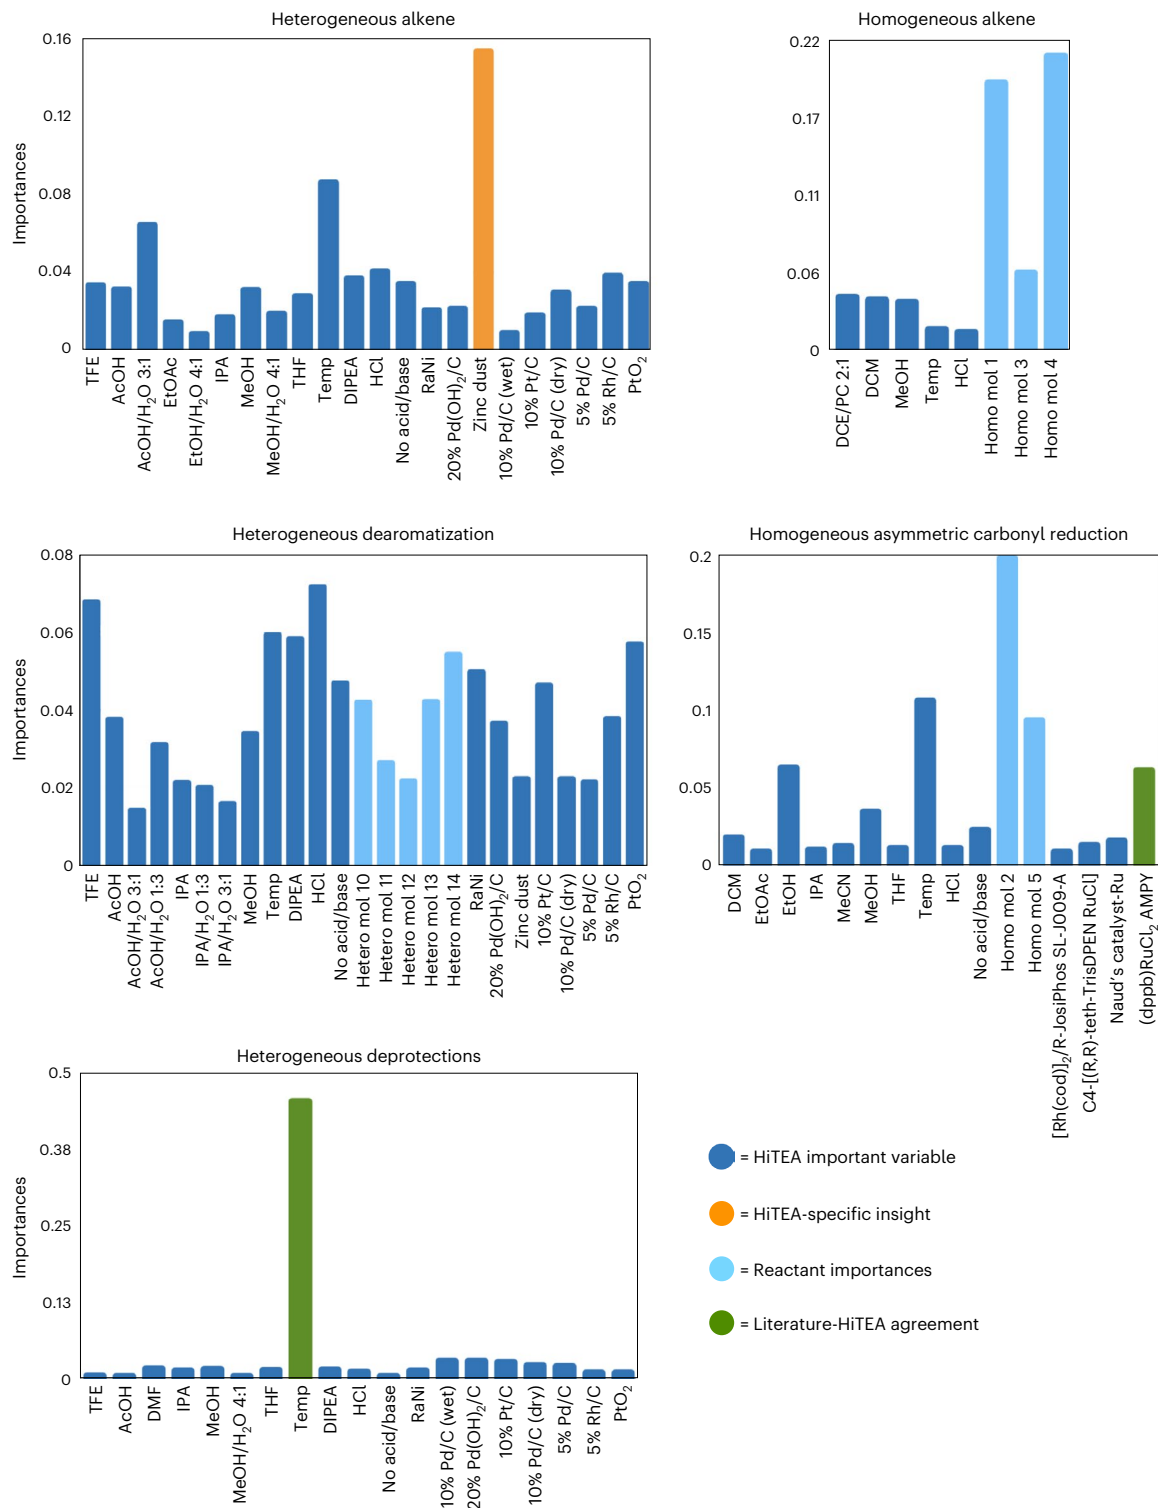 Heterogeneous alkene
Importances
0.16
0.12
0.08
0.04
0
TFE
AcOH
AcOH/H₂O 3:1
EtOAc
EtOH/H₂O 4:1
IPA
MeOH
MeOH/H₂O 4:1
THF
Temp
DIPEA
HCl
No acid/base
RaNi
20% Pd(OH)₂/C
Zinc dust
10% Pd/C (wet)
10% Pt/C
10% Pd/C (dry)
5% Pd/C
5% Rh/C
PtO₂
Homogeneous alkene
0.22
0.17
0.11
0.06
0
DCE/PC 2:1
DCM
MeOH
Temp
HCl
Homo mol 1
Homo mol 3
Homo mol 4
Heterogeneous dearomatization
Importances
0.08
0.06
0.04
0.02
0
TFE
AcOH
AcOH/H₂O 3:1
AcOH/H₂O 1:3
IPA
IPA/H₂O 1:3
IPA/H₂O 3:1
MeOH
Temp
DIPEA
HCl
No acid/base
Hetero mol 10
Hetero mol 11
Hetero mol 12
Hetero mol 13
Hetero mol 14
RaNi
20% Pd(OH)₂/C
Zinc dust
10% Pt/C
10% Pd/C (dry)
5% Pd/C
5% Rh/C
PtO₂
Homogeneous asymmetric carbonyl reduction
0.2
0.15
0.1
0.05
0
DCM
EtOAc
EtOH
IPA
MeCN
MeOH
THF
Temp
HCl
No acid/base
Homo mol 2
Homo mol 5
[Rh(cod)]₂/R-JosiPhos SL-J009-A
C4-[(R,R)-teth-TrisDPEN RuCl]
Naud's catalyst-Ru
(dppb)RuCl₂ AMPY
Heterogeneous deprotections
Importances
0.5
0.38
0.25
0.13
0
TFE
AcOH
DMF
IPA
MeOH
MeOH/H₂O 4:1
THF
Temp
DIPEA
HCl
No acid/base
RaNi
10% Pd/C (wet)
20% Pd(OH)₂/C
10% Pt/C
10% Pd/C (dry)
5% Pd/C
5% Rh/C
PtO₂
= HiTEA important variable
= HiTEA-specific insight
= Reactant importances
= Literature-HiTEA agreement